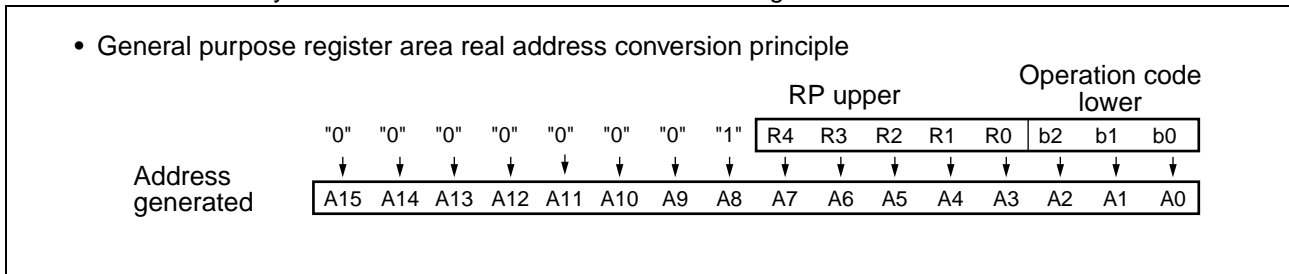 • General purpose register area real address conversion principle
Operation code
RP upper lower
"0" "0" "0" "0" "0" "0" "0" "1" R4 R3 R2 R1 R0 b2 b1 b0
Address
generated
A15 A14 A13 A12 A11 A10 A9 A8 A7 A6 A5 A4 A3 A2 A1 A0